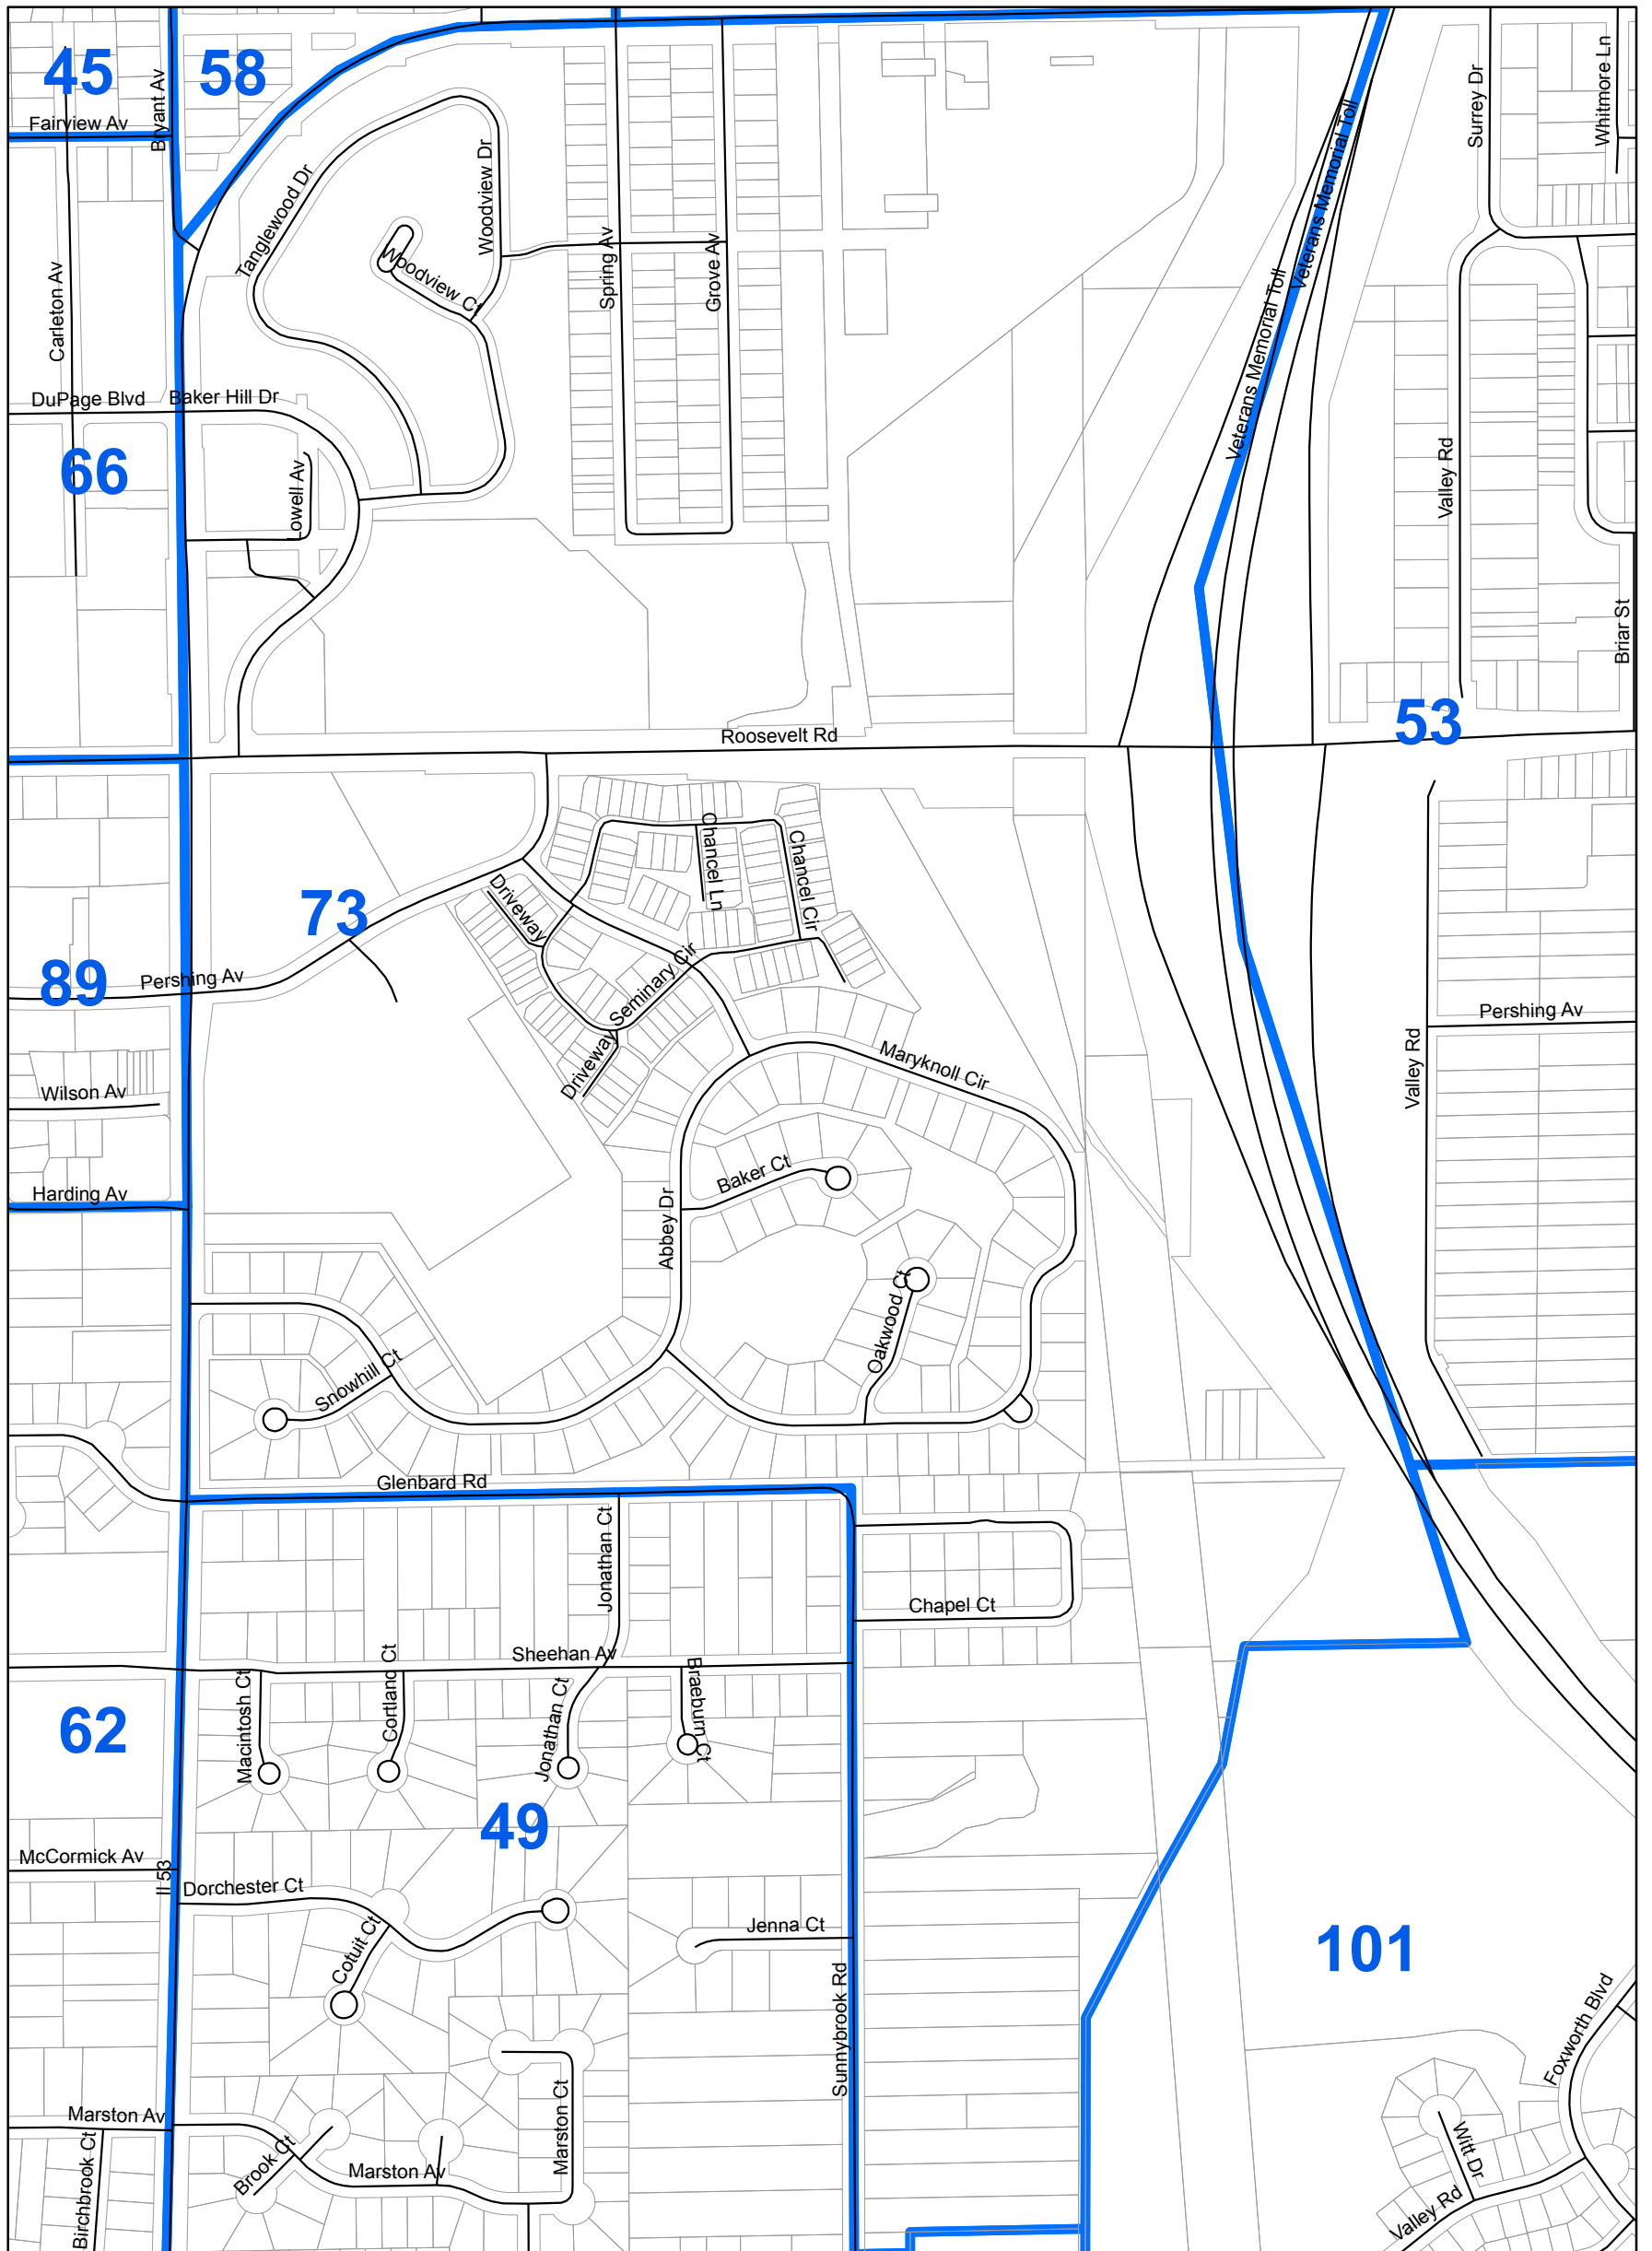 45
58
Bryant Av
Fairview Av
Surrey Dr
Whitmore Ln
Veterans Memorial Toll
Tanglewood Dr
Woodview Dr
Woodview Ct
Spring Av
Grove Av
Carleton Av
Veterans Memorial Toll
DuPage Blvd
Baker Hill Dr
66
Lowell Av
Valley Rd
Briar St
53
Roosevelt Rd
Chancel Ln
Chancel Cir
Driveway
73
89
Pershing Av
Seminary Cir
Driveway
Pershing Av
Maryknoll Cir
Valley Rd
Wilson Av
Harding Av
Baker Ct
Abbey Dr
Oakwood Ct
Snowhill Ct
Glenbard Rd
Jonathan Ct
Chapel Ct
Sheehan Av
Macintosh Ct
Cortland Ct
Jonathan Ct
Braeburn Ct
62
49
McCormick Av
Il 53
Dorchester Ct
Cotuit Ct
Jenna Ct
101
Sunnybrook Rd
Foxworth Blvd
Marston Av
Birchbrook Ct
Brook Ct
Marston Av
Marston Ct
Witt Dr
Valley Rd